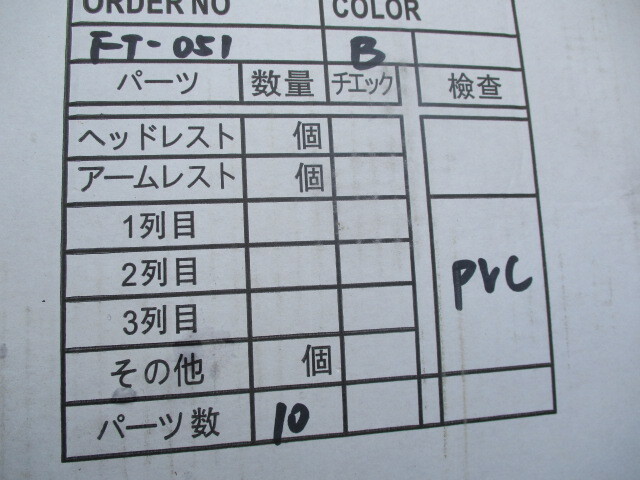 ORDER NO COLOR
FT-051 B
パーツ 数量 チエック 檢查
ヘッドレスト 個
アームレスト 個
1列目
2列目
PVC
3列目
その他 個
パーツ数 10